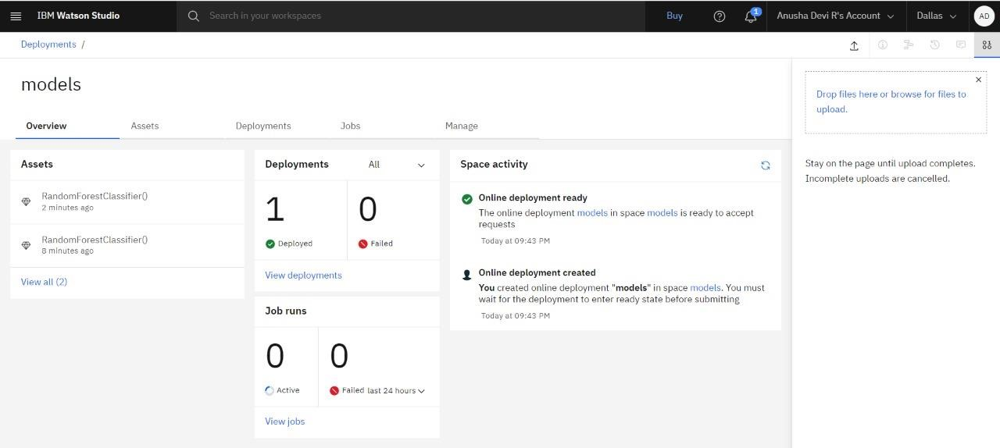 IBM Watson Studio
Search in your workspaces
Buy
1
Anusha Devi R's Account
Dallas
AD
Deployments /
models
Overview
Assets
Deployments
Jobs
Manage
Assets
RandomForestClassifier()
2 minutes ago
RandomForestClassifier()
8 minutes ago
View all (2)
Deployments
All
1
Deployed
0
Failed
View deployments
Job runs
0
Active
0
Failed last 24 hours
View jobs
Space activity
Online deployment ready
The online deployment models in space models is ready to accept
requests
Today at 09:43 PM
Online deployment created
You created online deployment "models" in space models. You must
wait for the deployment to enter ready state before submitting
Today at 09:43 PM
Drop files here or browse for files to
upload.
Stay on the page until upload completes.
Incomplete uploads are cancelled.